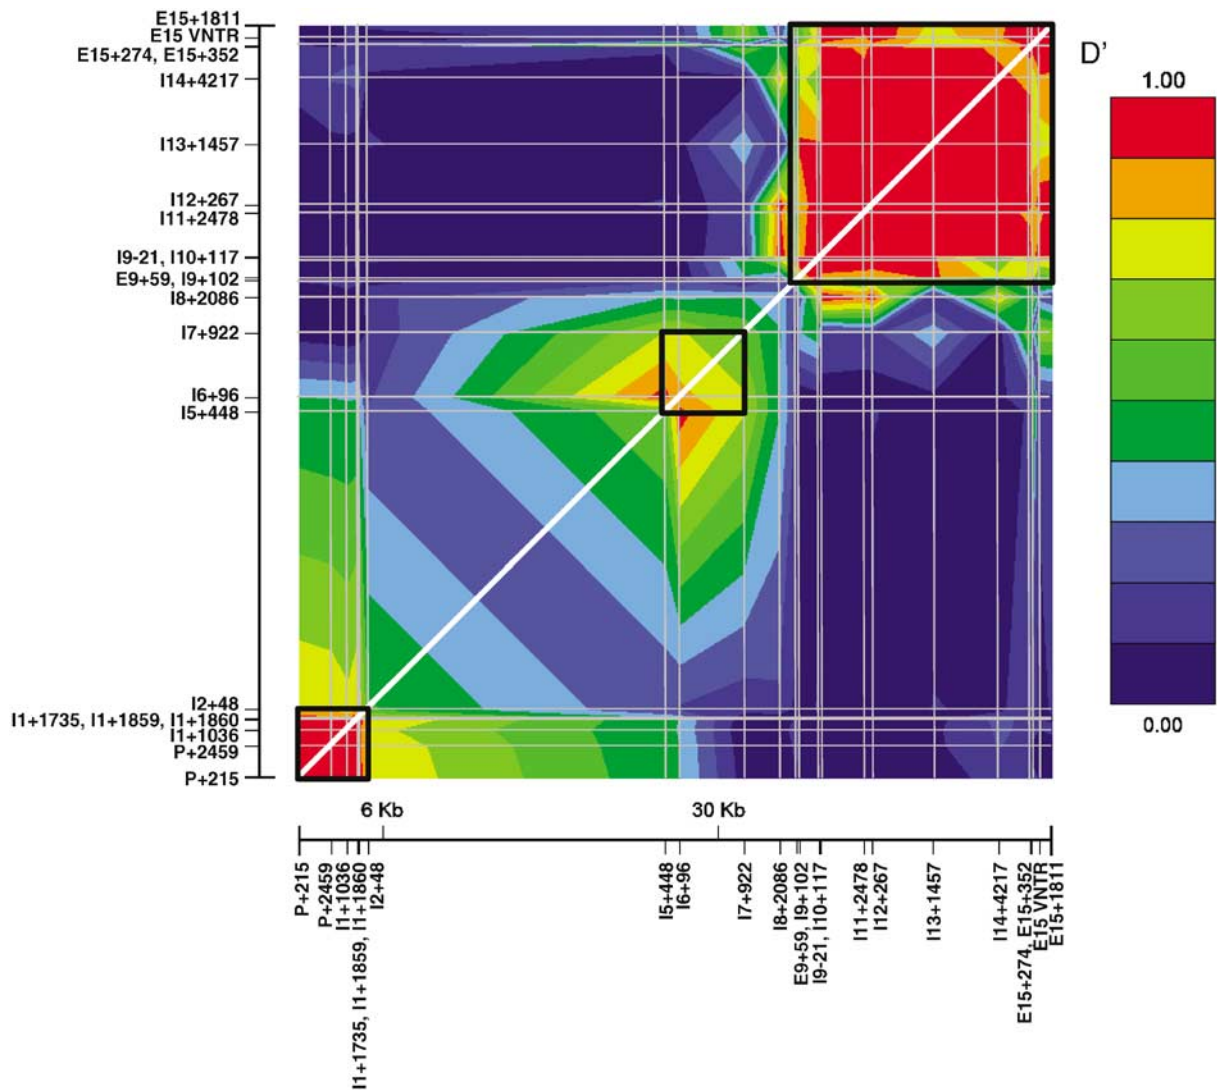 E15+1811
E15 VNTR
E15+274, E15+352
I14+4217
I13+1457
I12+267
I11+2478
I9-21, I10+117
E9+59, I9+102
I8+2086
I7+922
I6+96
I5+448
I2+48
I1+1735, I1+1859, I1+1860
I1+1036
P+2459
P+215
D'
1.00
0.00
6 Kb
30 Kb
P+215
P+2459
I1+1036
I1+1735, I1+1859, I1+1860
I2+48
I5+448
I6+96
I7+922
I8+2086
E9+59, I9+102
I9-21, I10+117
I11+2478
I12+267
I13+1457
I14+4217
E15+274, E15+352
E15 VNTR
E15+1811